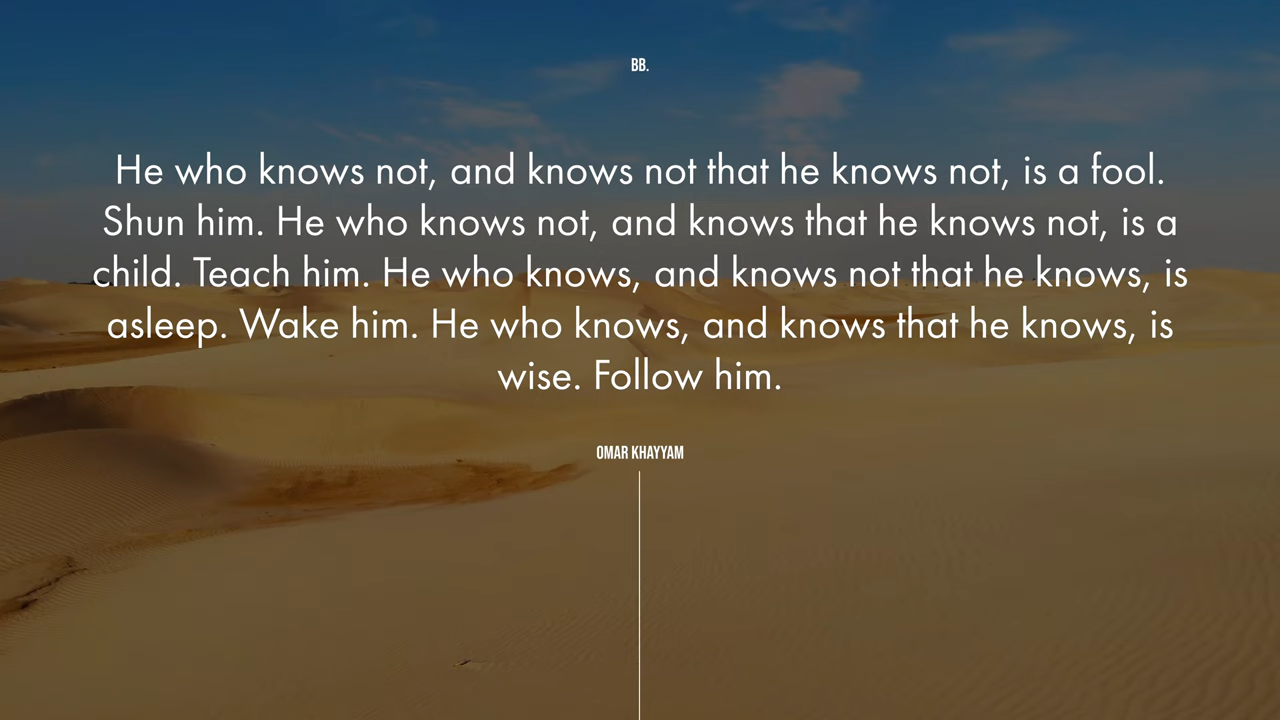 BB.
He who knows not, and knows not that he knows not, is a fool.
Shun him. He who knows not, and knows that he knows not, is a
child. Teach him. He who knows, and knows not that he knows, is
asleep. Wake him. He who knows, and knows that he knows, is
wise. Follow him.
OMAR KHAYYAM